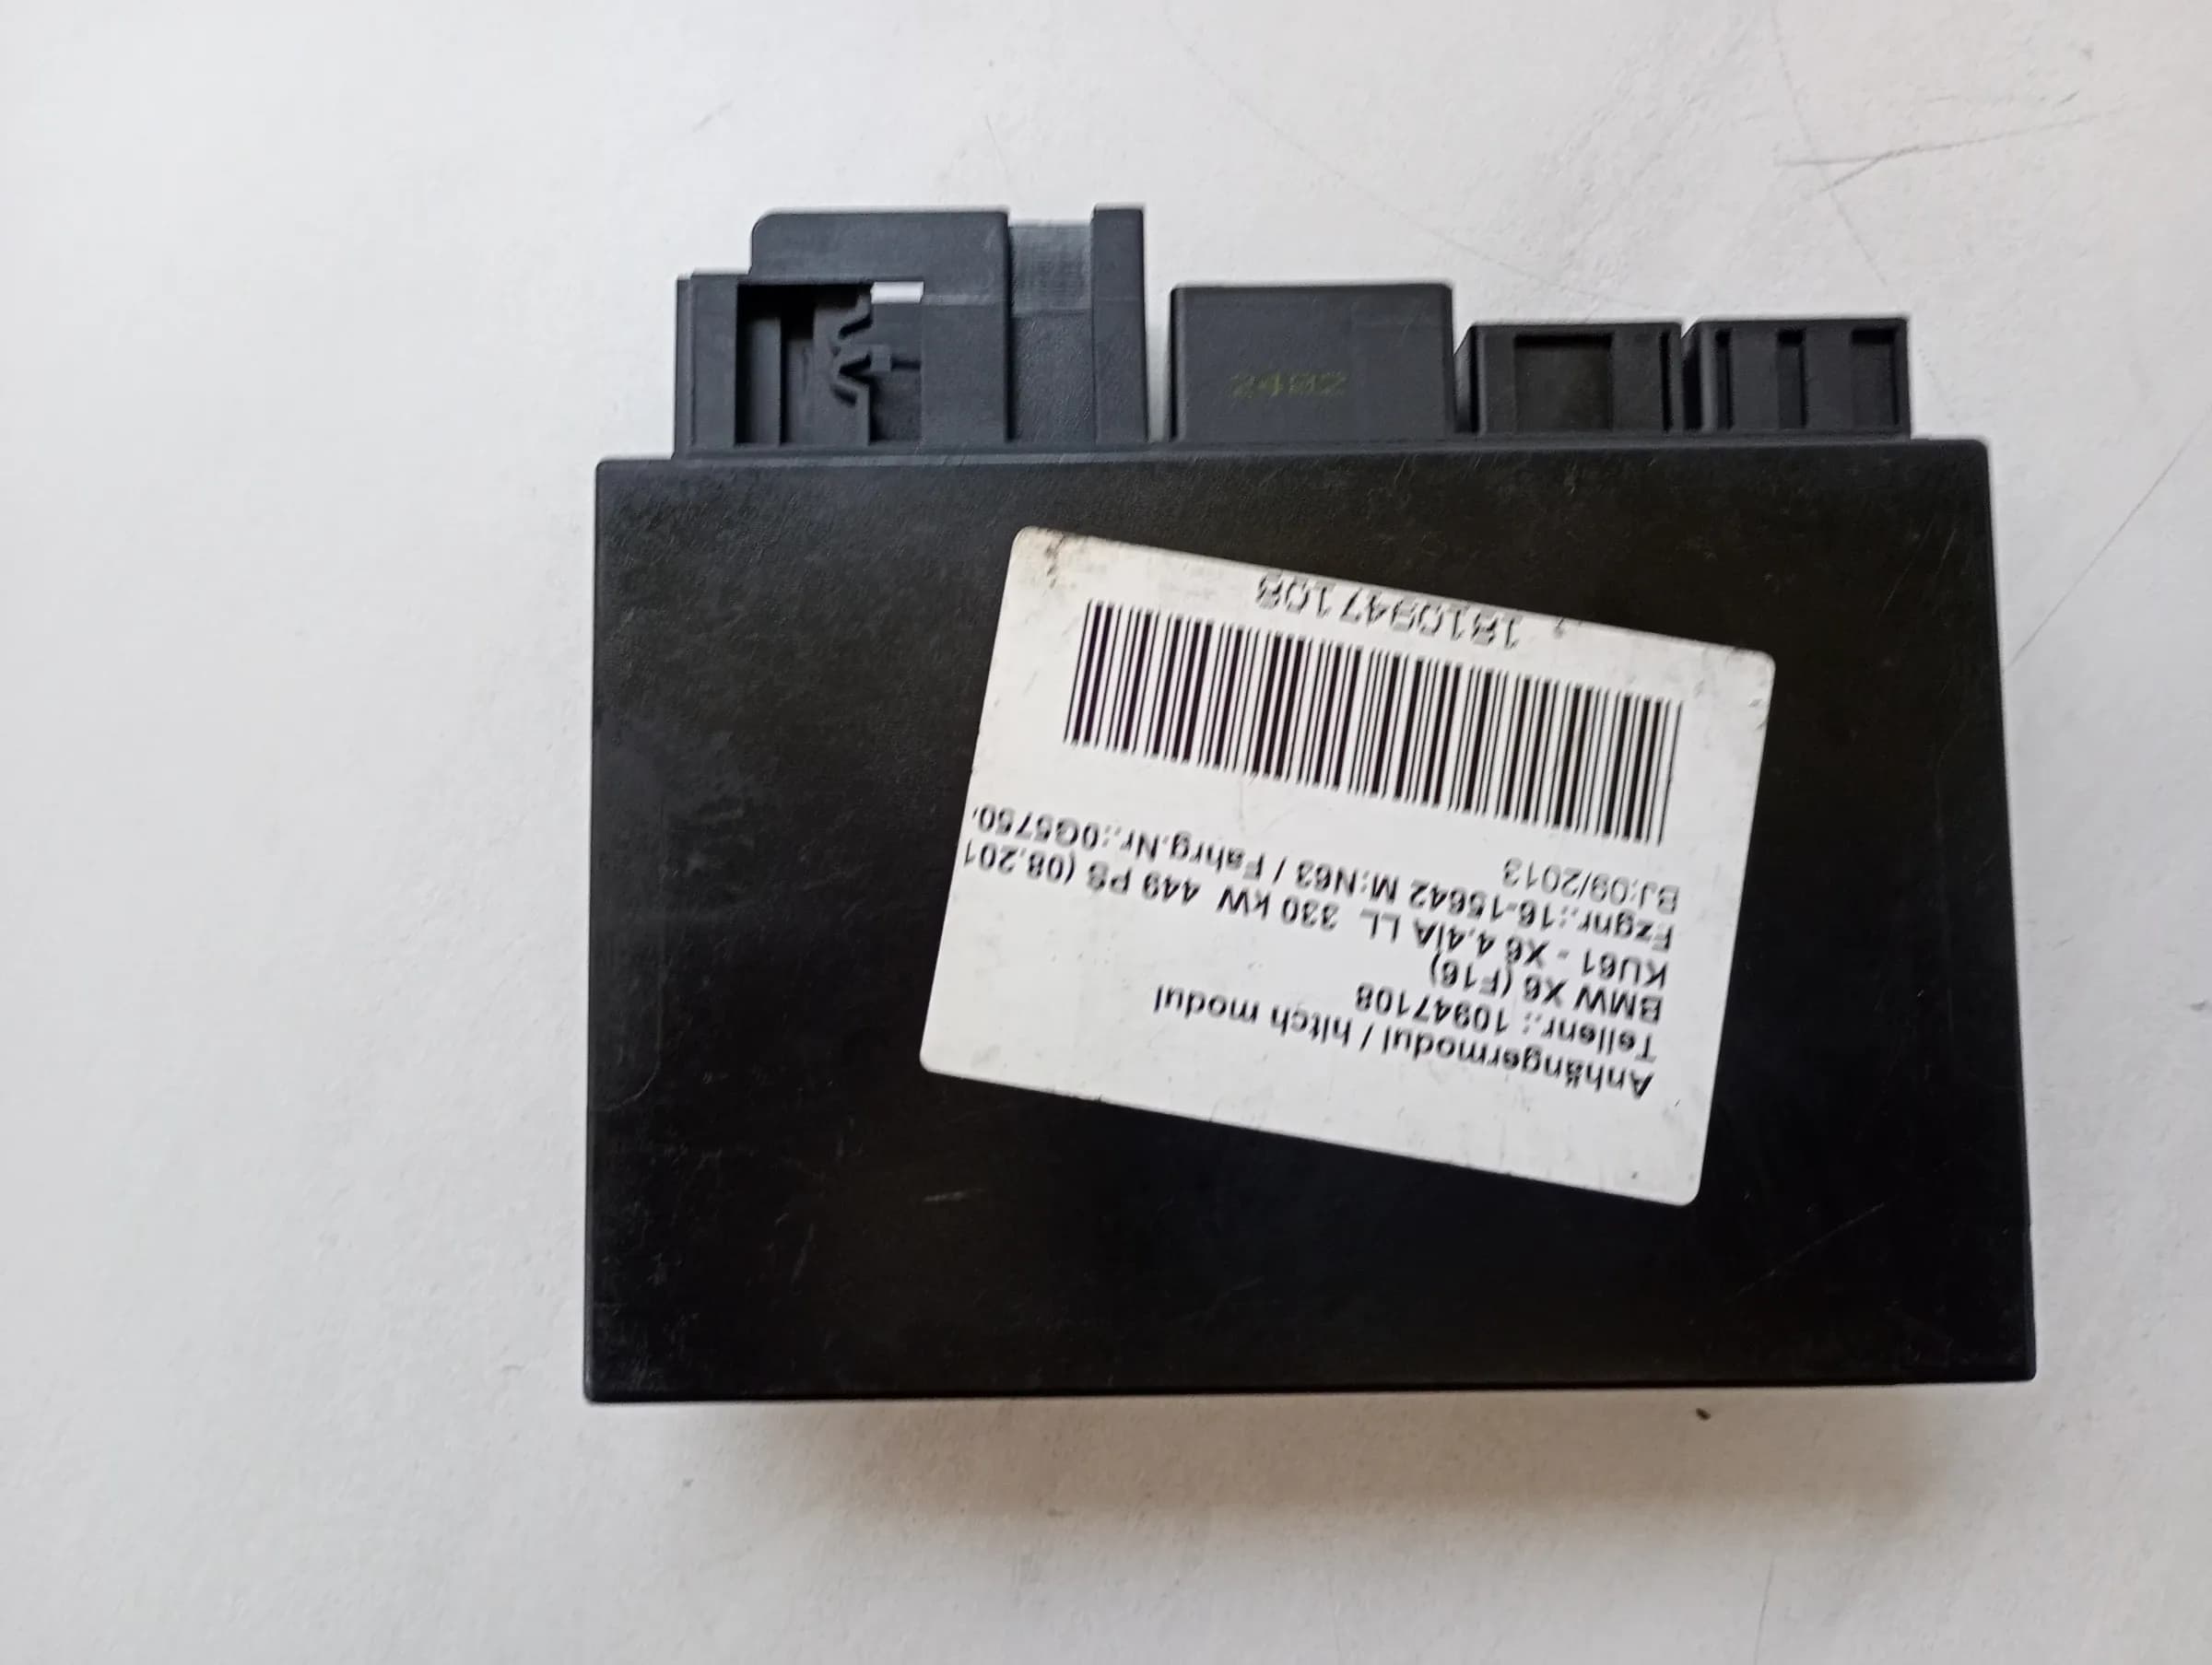 2402
Anhängermodul / hitch modul
Teilenr.: 10947108
BMW X6 (F16)
KU61 - X6 4,4iA LL 330 kW 449 PS (08.201
Fzgnr.:16-15642 M:N63 / Fahrg.Nr.:0G5750,
BJ:09/2013
1810947108